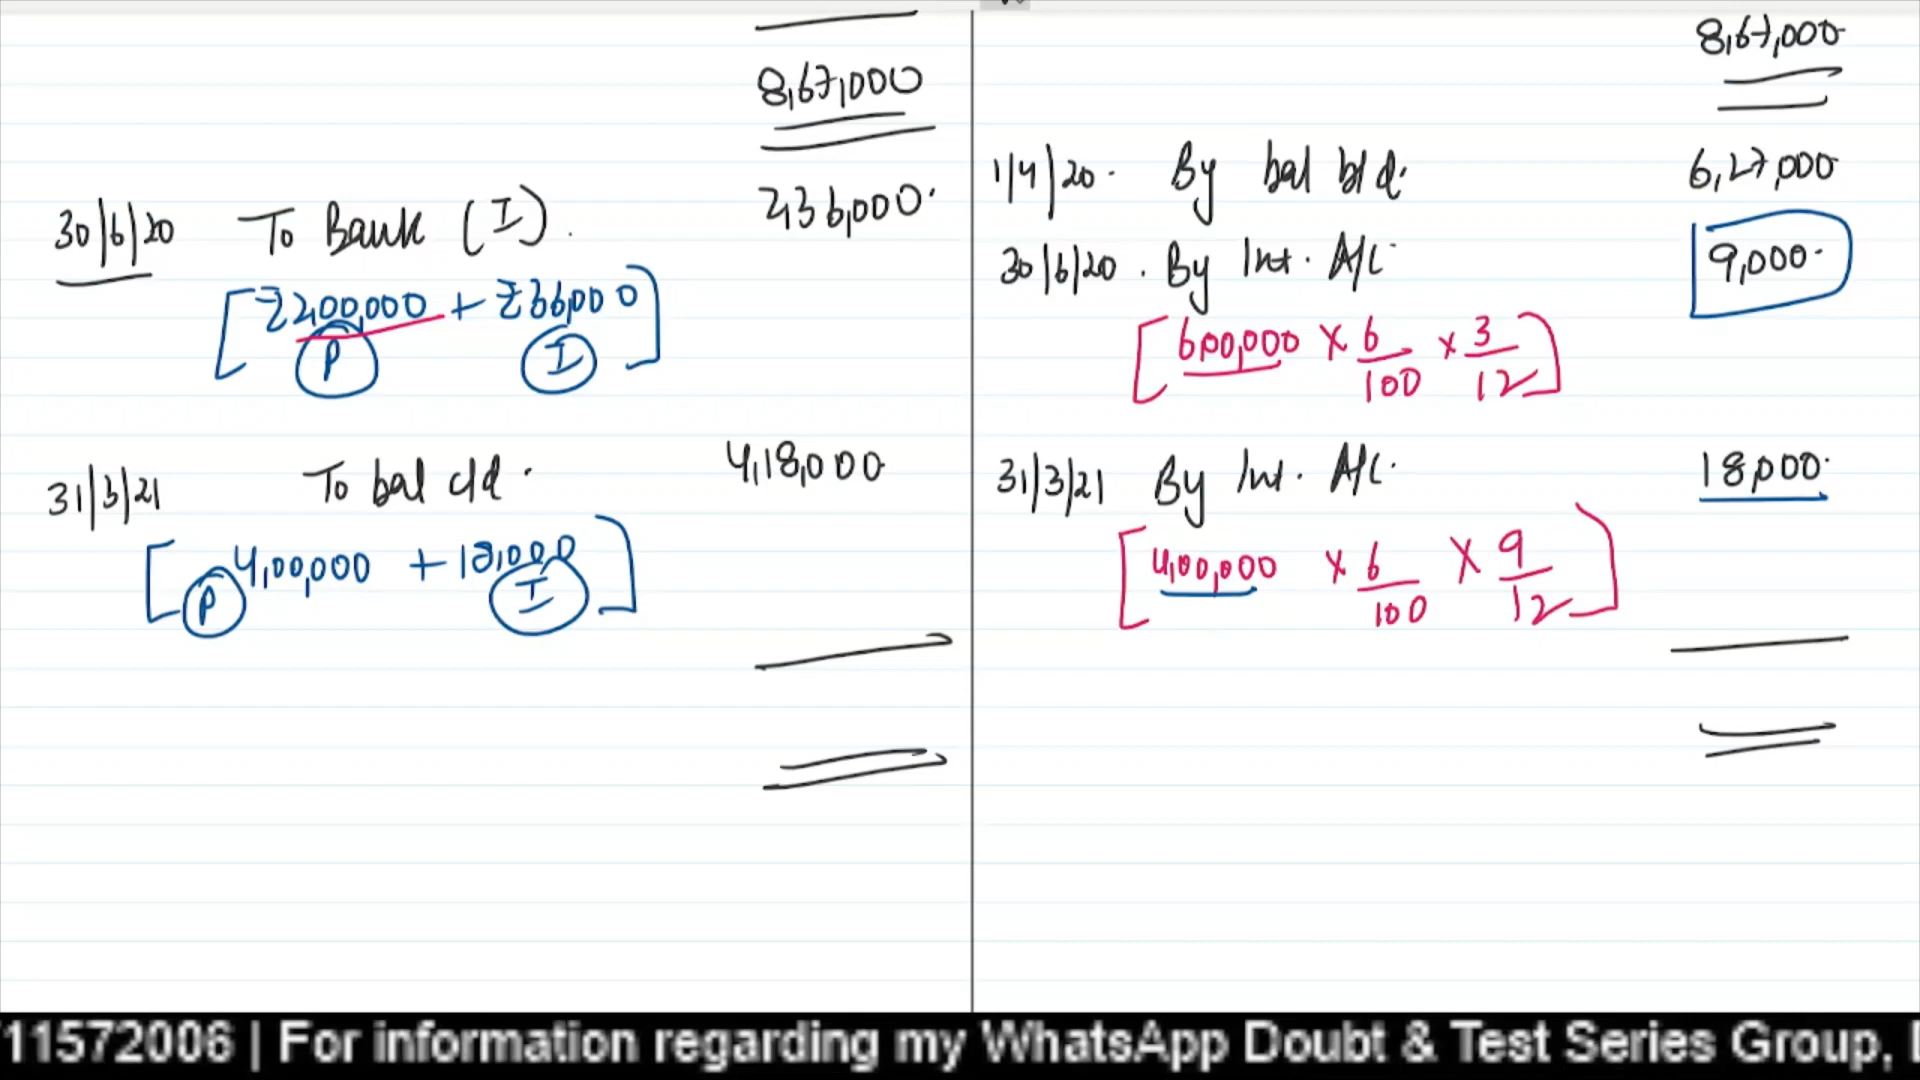 8,67,000
30/6/20 To Bank (I). 2,36,000.
[₹200,000 + ₹36,000]
P I
31/3/21 To bal c/d. 4,18,000
[P 4,00,000 + 18,000]
I
8,67,000
1/4/20. By bal b/d. 6,27,000
30/6/20. By Int. A/c. 9,000.
[600,000 × 6/100 × 3/12]
31/3/21 By Int. A/c. 18,000.
[4,00,000 × 6/100 × 9/12]
11572006 | For information regarding my WhatsApp Doubt & Test Series Group,